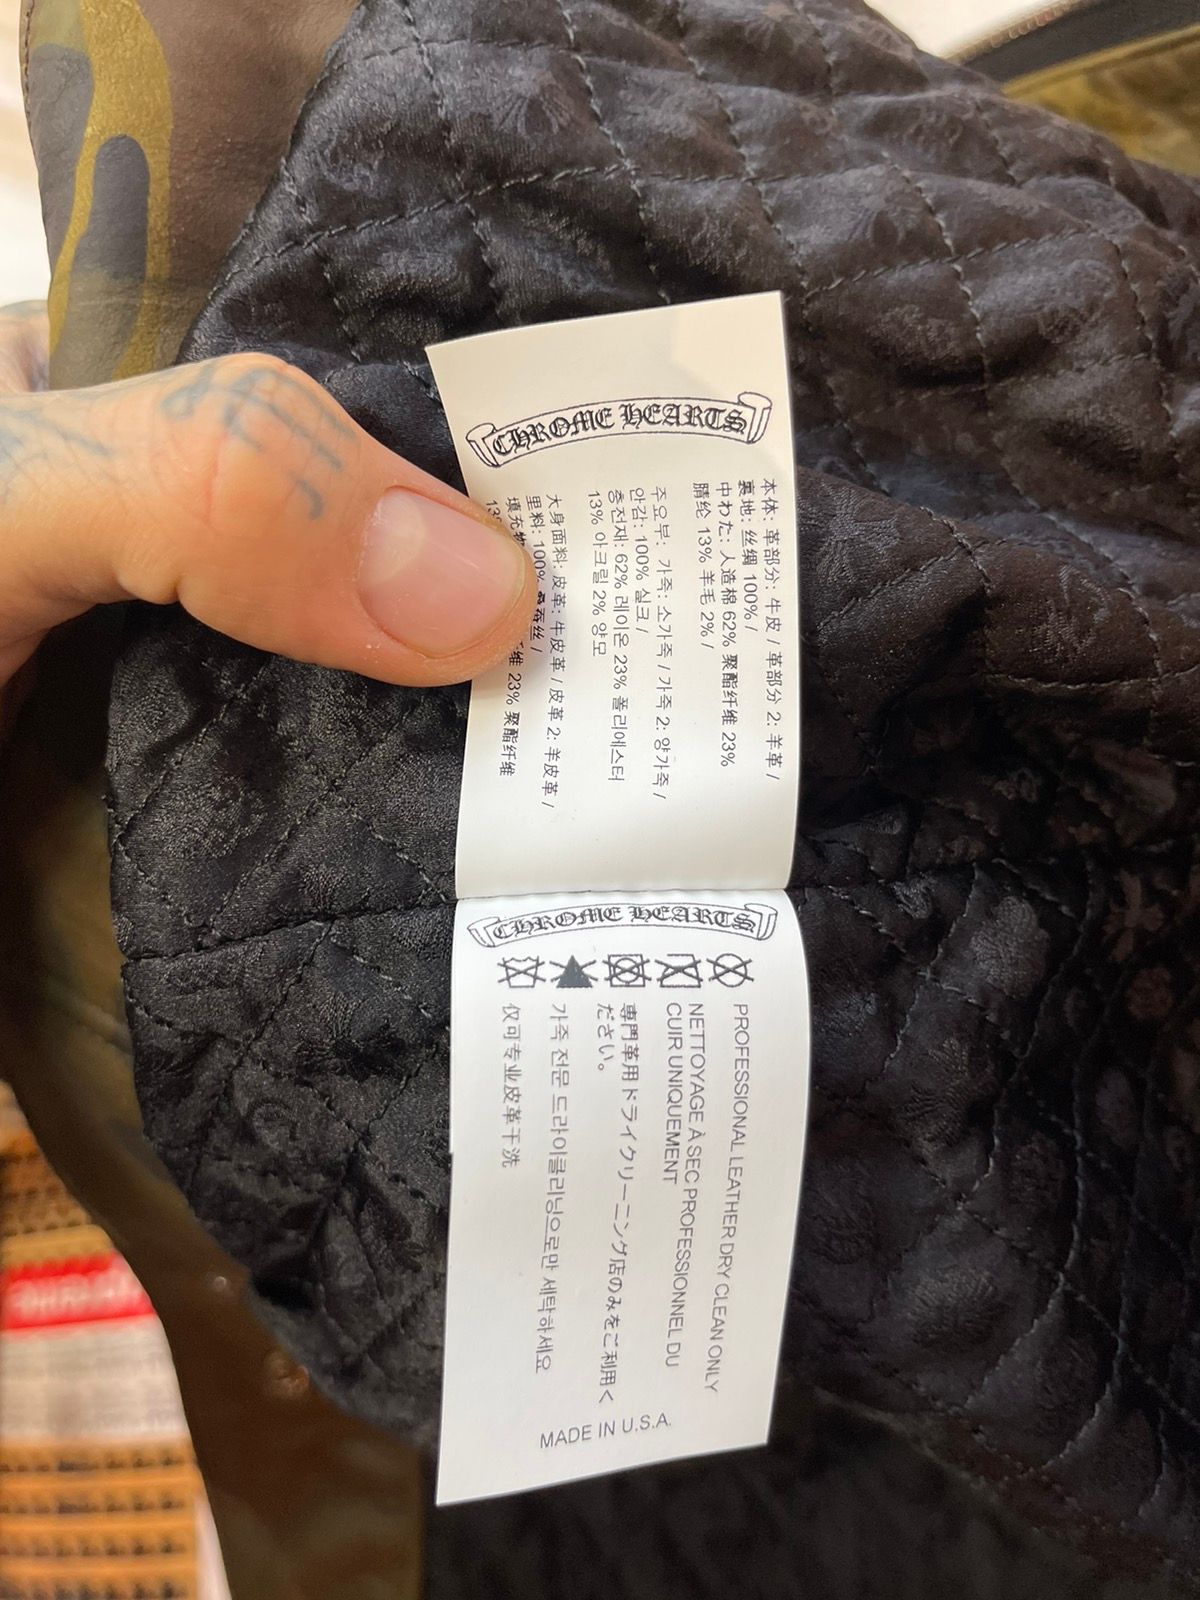 CHROME HEARTS
本体: 革部分: 牛皮 / 革部分 2: 羊革 /
裏地: 丝绸 100% /
中わた: 人造棉 62% 聚酯纤维 23%
腈纶 13% 羊毛 2% /
주요부: 가죽: 소가죽 / 가죽 2: 양가죽 /
안감: 100% 실크 /
충전재: 62% 레이온 23% 폴리에스터
13% 아크릴 2% 양모
大身面料: 皮革: 牛皮革 / 皮革 2: 羊皮革 /
里料: 100% 桑蚕丝 /
填充 23% 聚酯纤维
CHROME HEARTS
PROFESSIONAL LEATHER DRY CLEAN ONLY
NETTOYAGE À SEC PROFESSIONNEL DU
CUIR UNIQUEMENT
専門革用ドライクリーニング店のみをご利用く
ださい。
가죽 전문 드라이클리닝으로만 세탁하세요
仅可专业皮革干洗
MADE IN U.S.A.